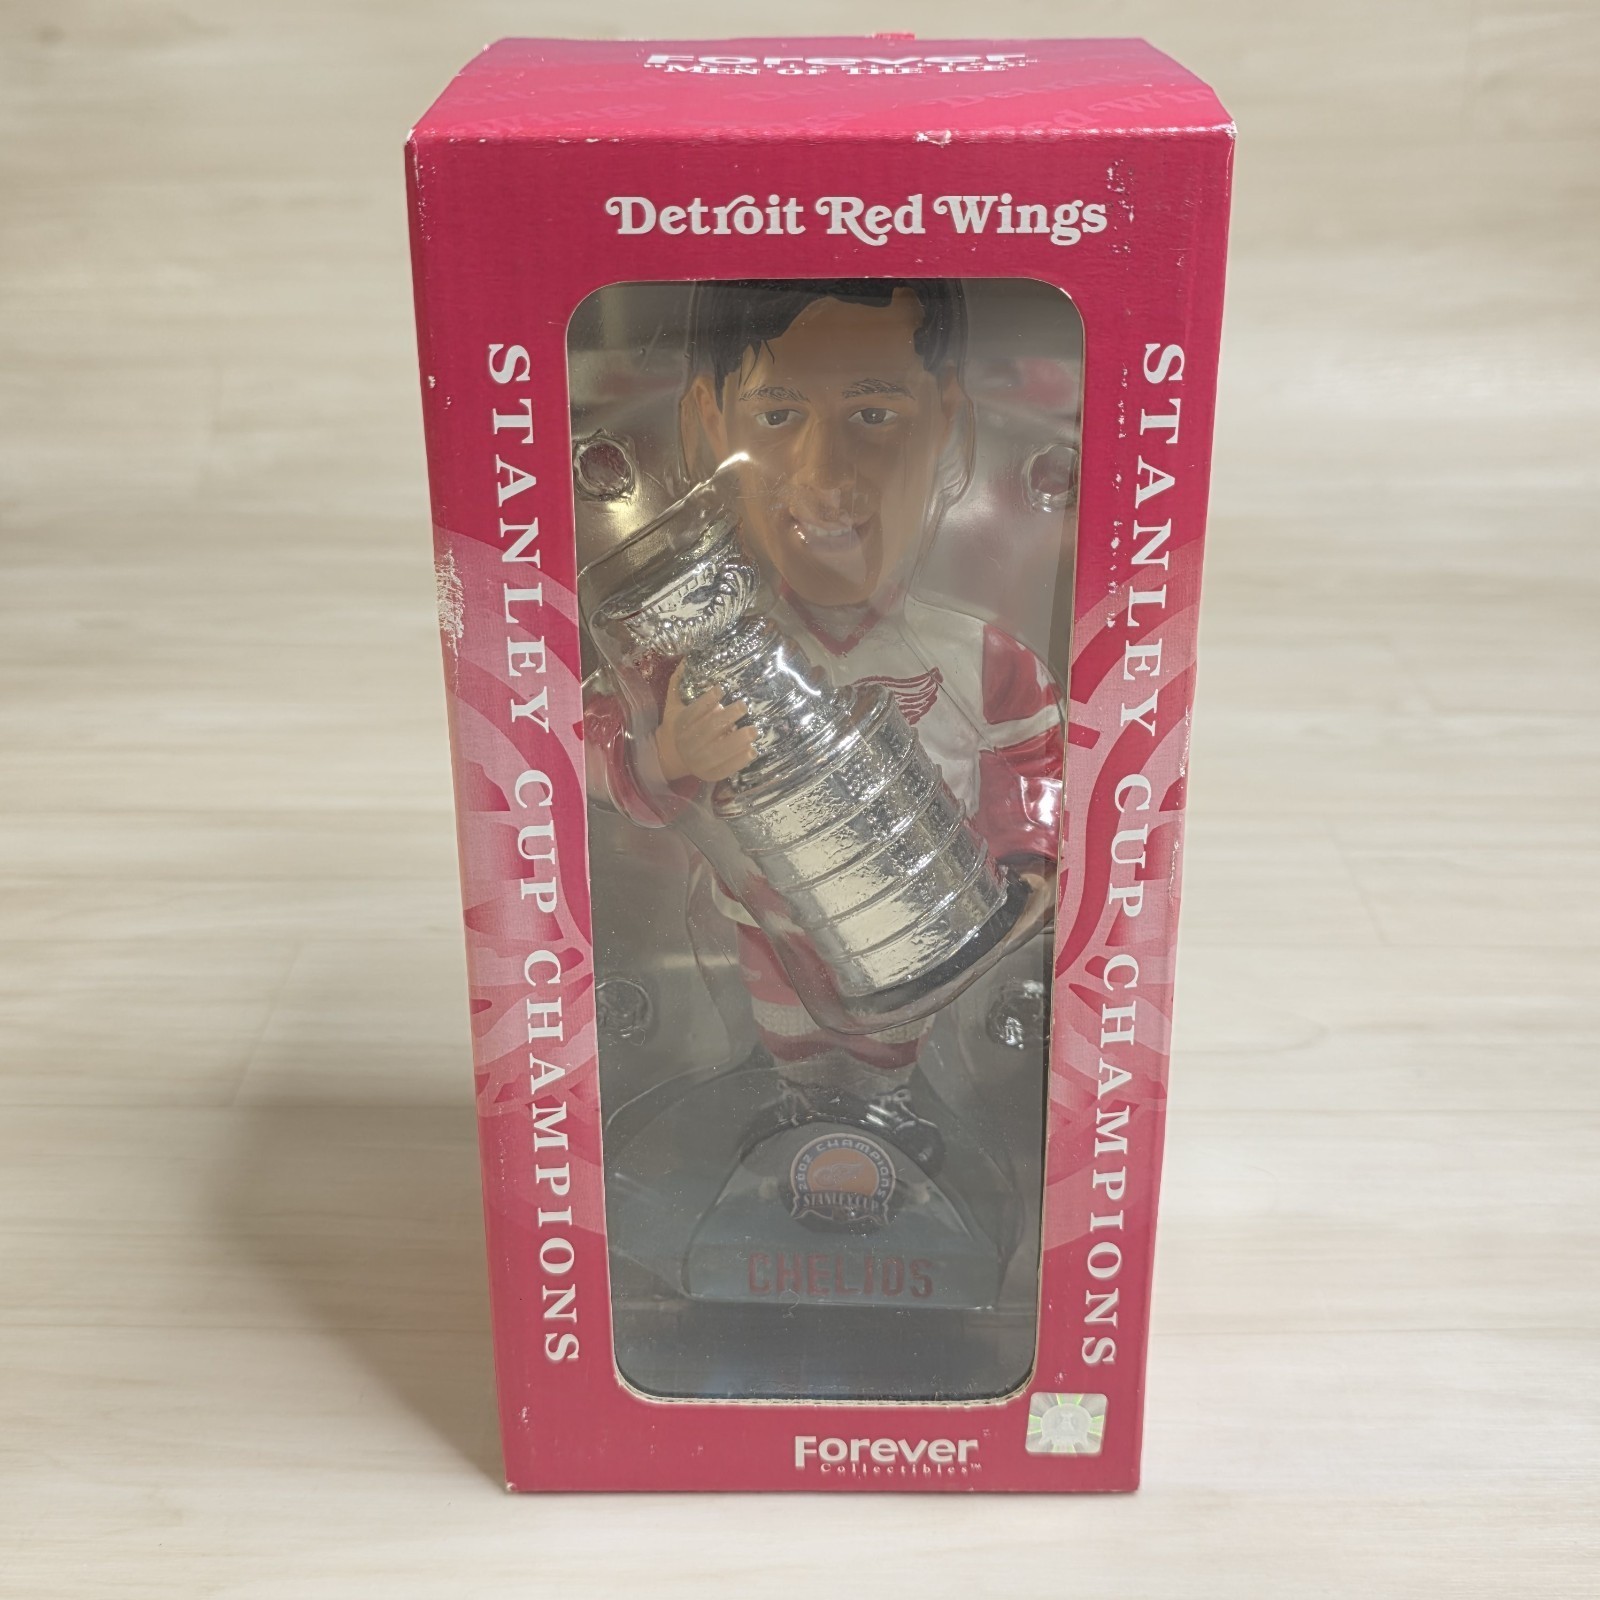 Forever
"MEN OF THE ICE"
Detroit Red Wings
STANLEY CUP CHAMPIONS
STANLEY CUP CHAMPIONS
2002 CHAMPIONS
STANLEY CUP
CHELIOS
Forever
Collectibles™